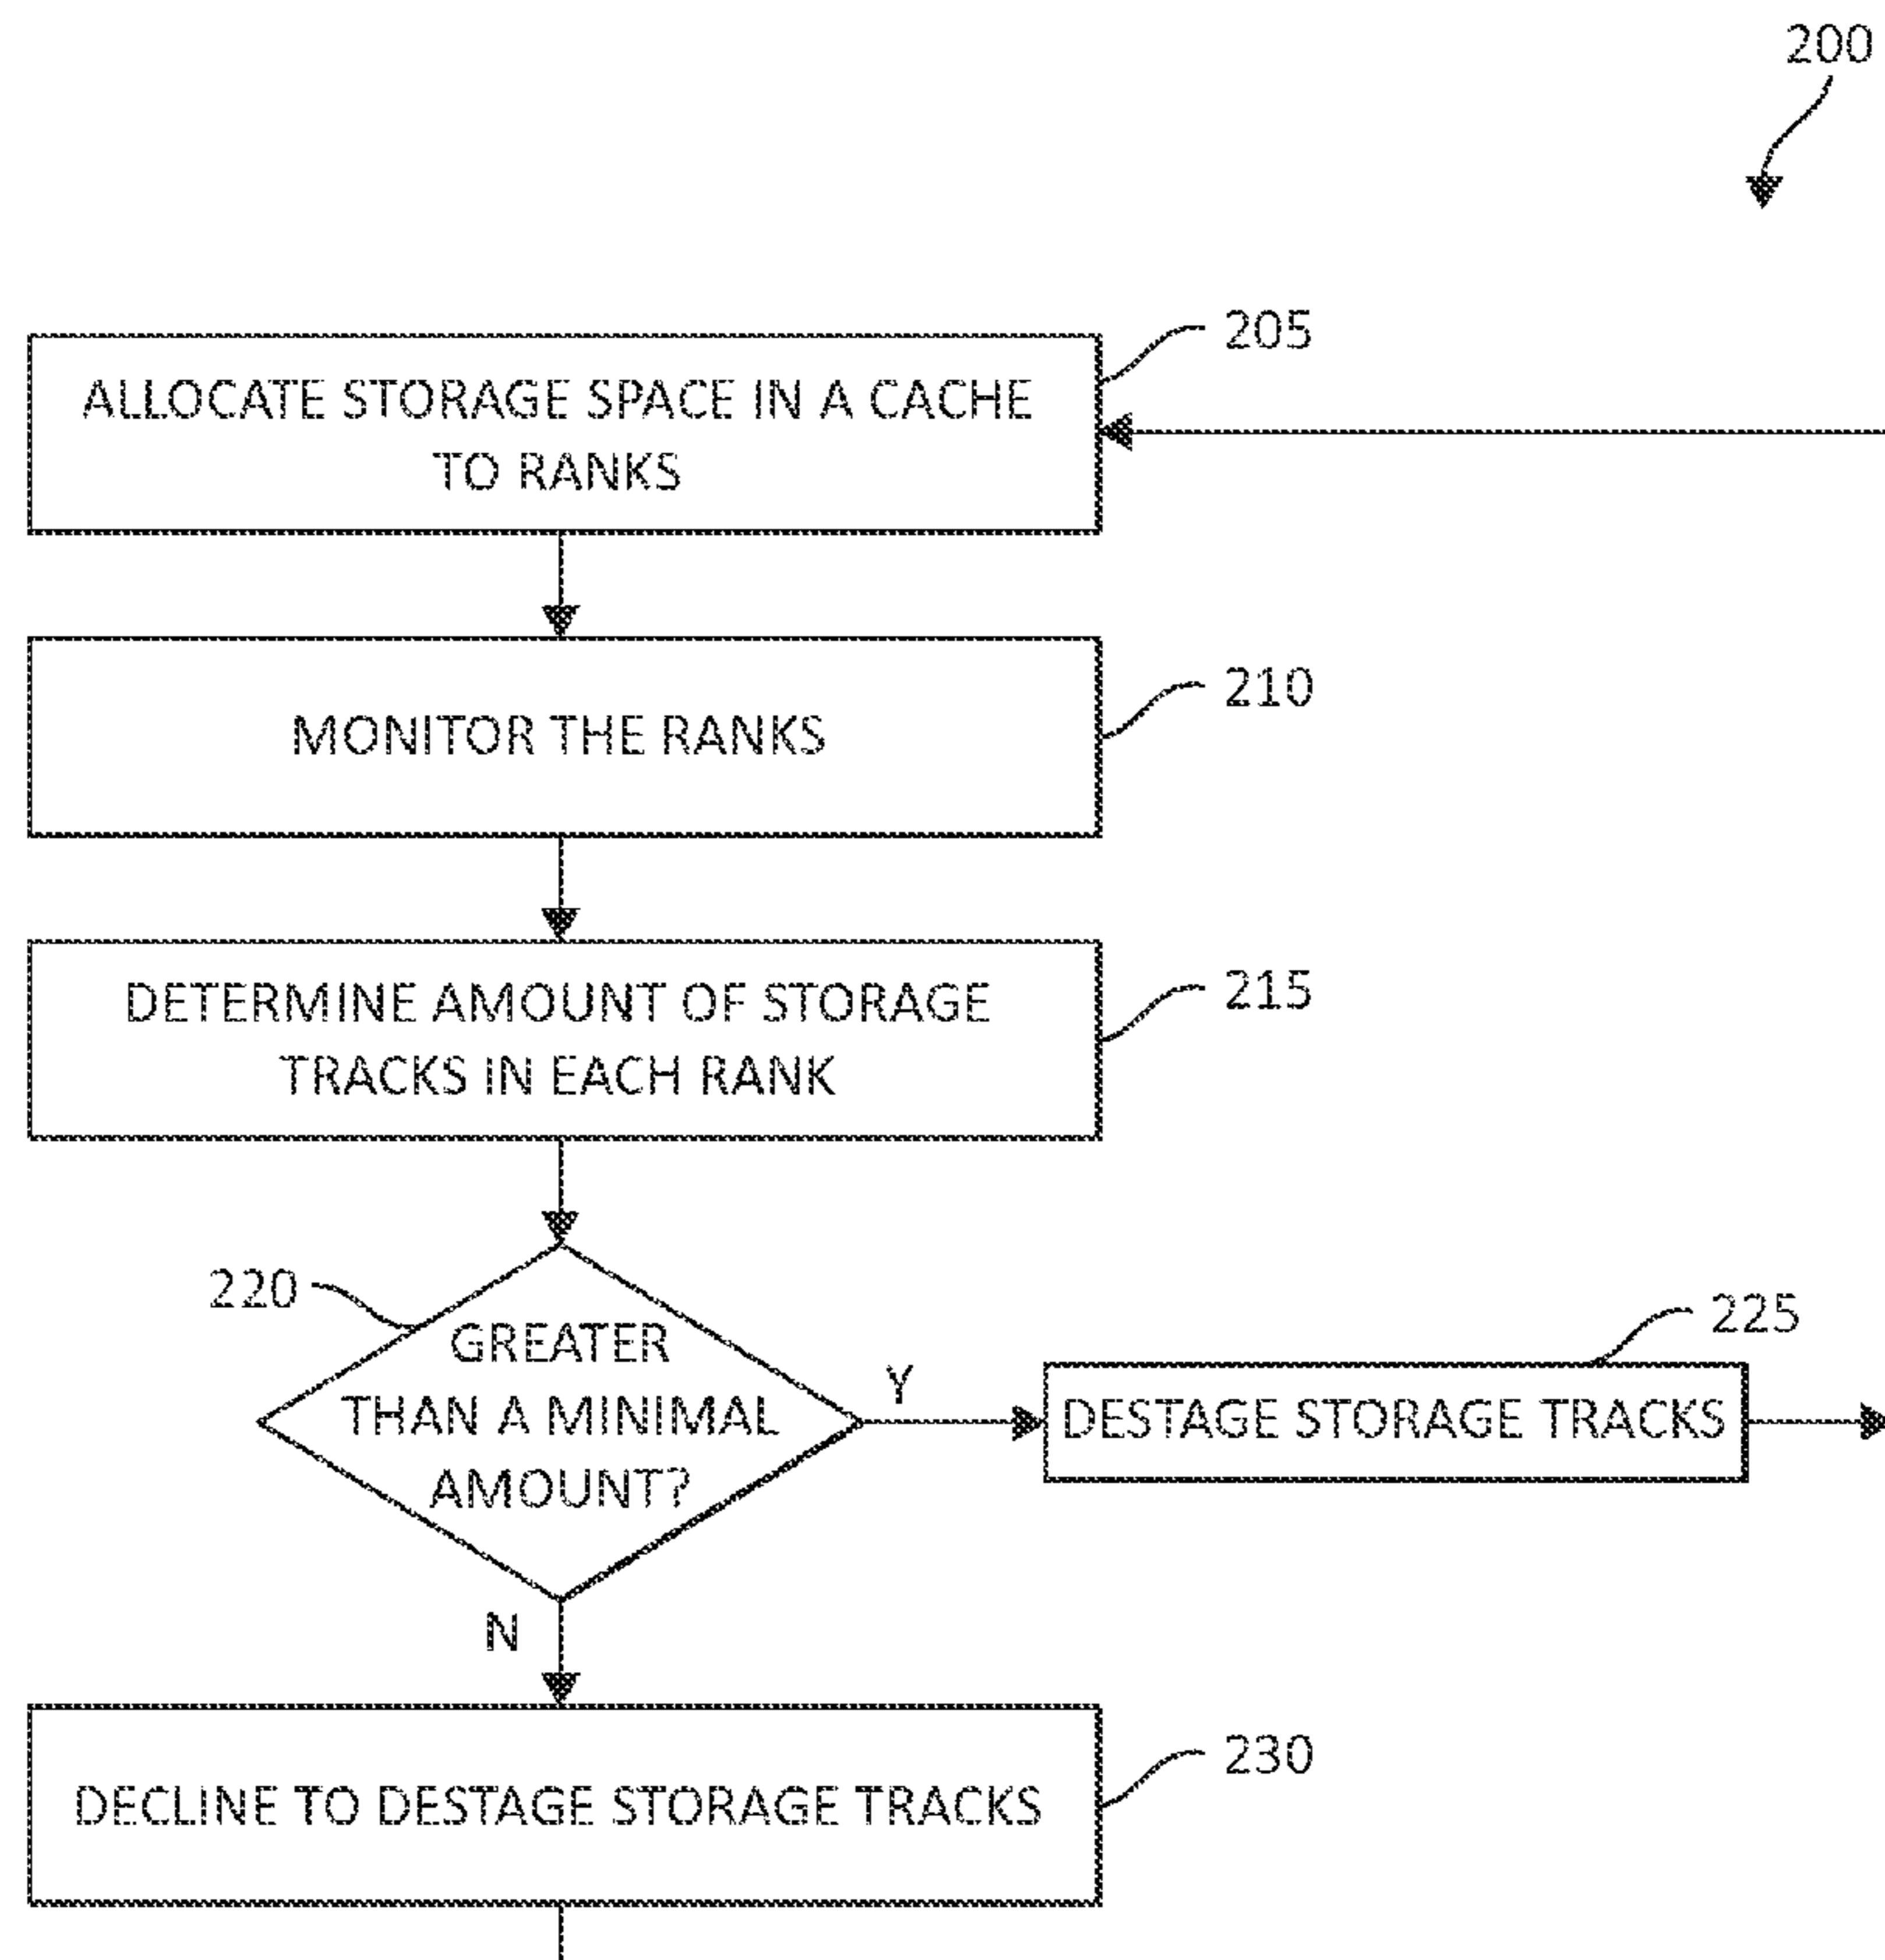 200
205
ALLOCATE STORAGE SPACE IN A CACHE
TO RANKS
210
MONITOR THE RANKS
215
DETERMINE AMOUNT OF STORAGE
TRACKS IN EACH RANK
220
GREATER
THAN A MINIMAL
AMOUNT?
Y
225
DESTAGE STORAGE TRACKS
N
230
DECLINE TO DESTAGE STORAGE TRACKS